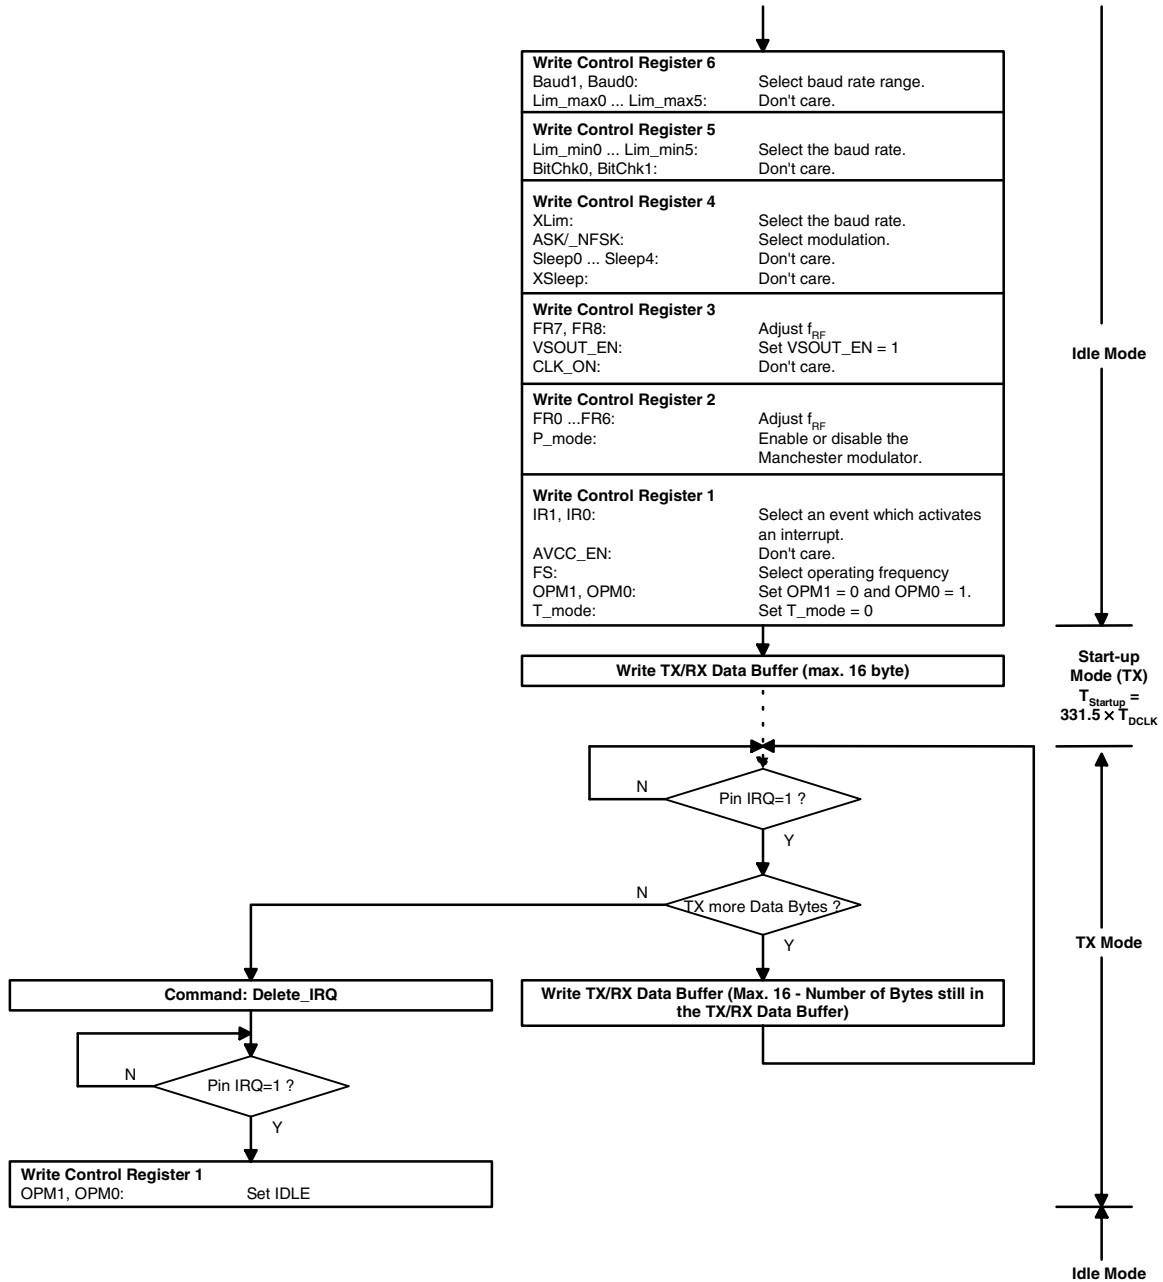 Write Control Register 6
Baud1, Baud0: Select baud rate range.
Lim_max0 ... Lim_max5: Don't care.
Write Control Register 5
Lim_min0 ... Lim_min5: Select the baud rate.
BitChk0, BitChk1: Don't care.
Write Control Register 4
XLim: Select the baud rate.
ASK/_NFSK: Select modulation.
Sleep0 ... Sleep4: Don't care.
XSleep: Don't care.
Write Control Register 3
FR7, FR8: Adjust fRF
VSOUT_EN: Set VSOUT_EN = 1
CLK_ON: Don't care.
Idle Mode
Write Control Register 2
FR0 ...FR6: Adjust fRF
P_mode: Enable or disable the
Manchester modulator.
Write Control Register 1
IR1, IR0: Select an event which activates
an interrupt.
AVCC_EN: Don't care.
FS: Select operating frequency
OPM1, OPM0: Set OPM1 = 0 and OPM0 = 1.
T_mode: Set T_mode = 0
Write TX/RX Data Buffer (max. 16 byte)
Start-up
Mode (TX)
TStartup =
331.5 × TDCLK
N
Pin IRQ=1 ?
Y
N
TX more Data Bytes ?
Y
TX Mode
Command: Delete_IRQ
Write TX/RX Data Buffer (Max. 16 - Number of Bytes still in
the TX/RX Data Buffer)
N
Pin IRQ=1 ?
Y
Write Control Register 1
OPM1, OPM0: Set IDLE
Idle Mode